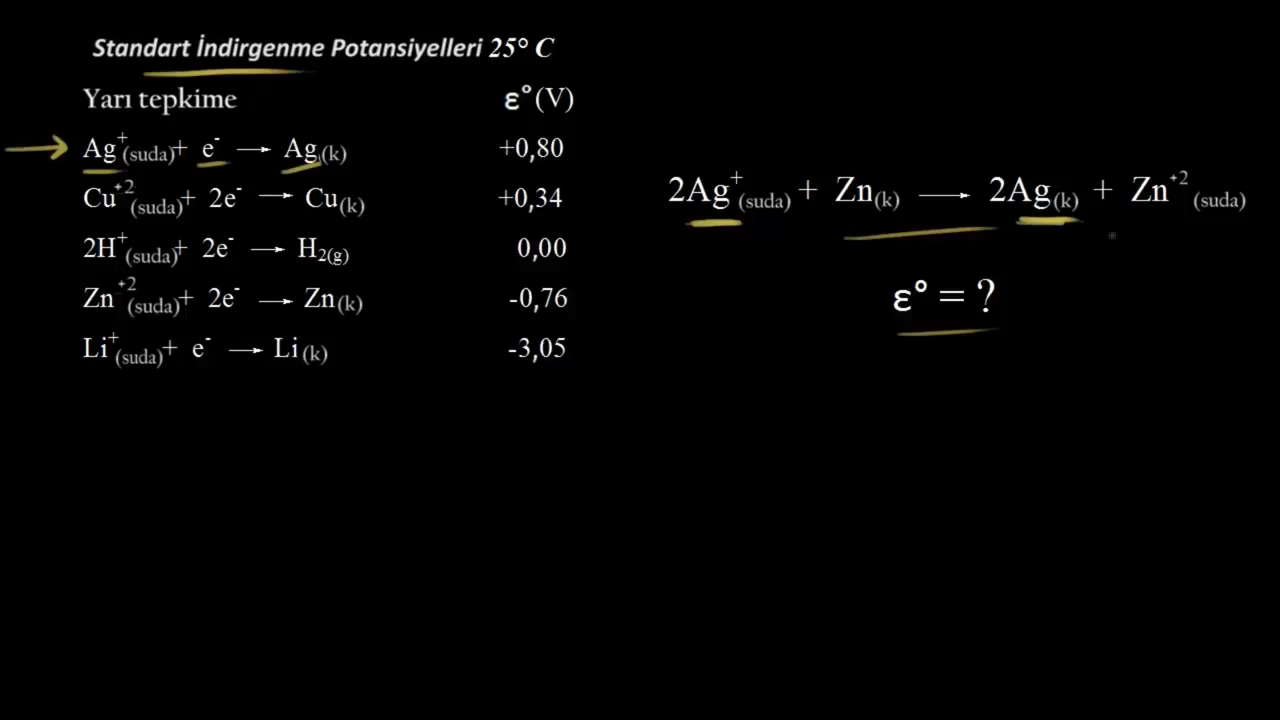 Standart İndirgenme Potansiyelleri 25° C
Yarı tepkime ε°(V)
Ag⁺(suda)+ e⁻ → Ag(k) +0,80
Cu⁺²(suda)+ 2e⁻ → Cu(k) +0,34
2H⁺(suda)+ 2e⁻ → H₂(g) 0,00
Zn⁺²(suda)+ 2e⁻ → Zn(k) -0,76
Li⁺(suda)+ e⁻ → Li(k) -3,05
2Ag⁺(suda) + Zn(k) → 2Ag(k) + Zn⁺²(suda)
ε° = ?